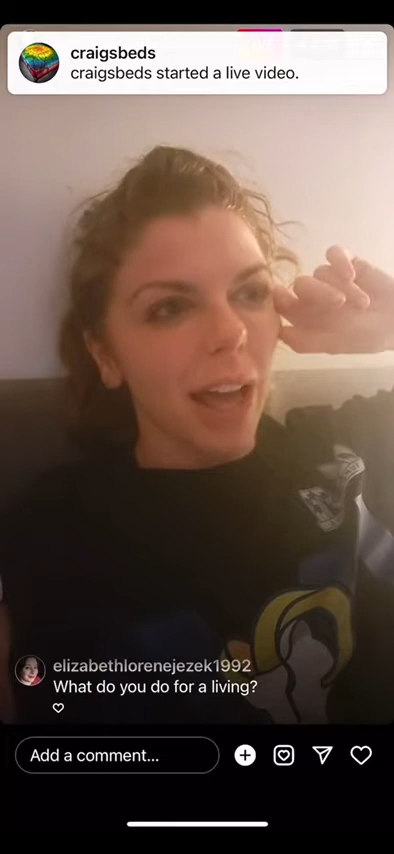 craigsbeds
craigsbeds started a live video.
elizabethlorenejezek1992
What do you do for a living?
Add a comment...